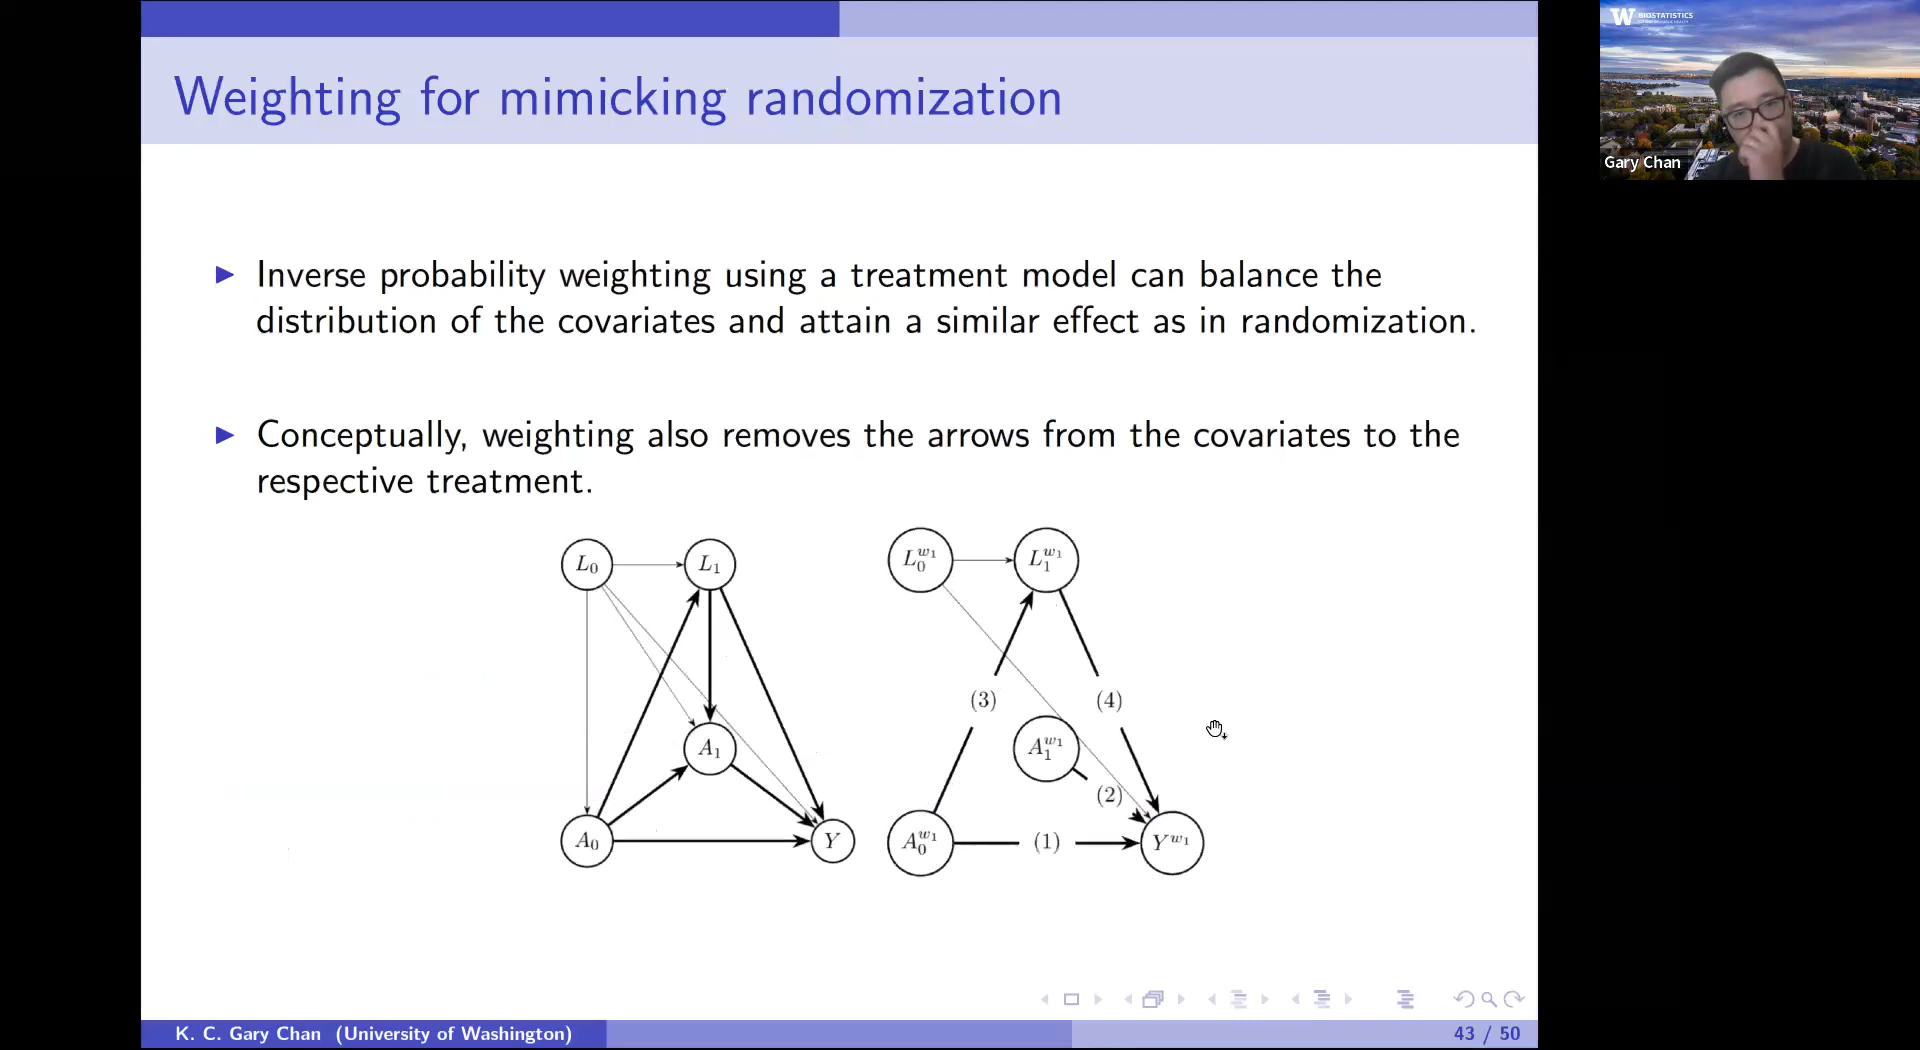 Weighting for mimicking randomization
Inverse probability weighting using a treatment model can balance the
distribution of the covariates and attain a similar effect as in randomization.
Conceptually, weighting also removes the arrows from the covariates to the
respective treatment.
L₀ L₁ A₁ A₀ Y
L₀^{w₁} L₁^{w₁} (3) (4) A₁^{w₁} (2) A₀^{w₁} (1) Y^{w₁}
K. C. Gary Chan (University of Washington)
43 / 50
W BIOSTATISTICS
Gary Chan